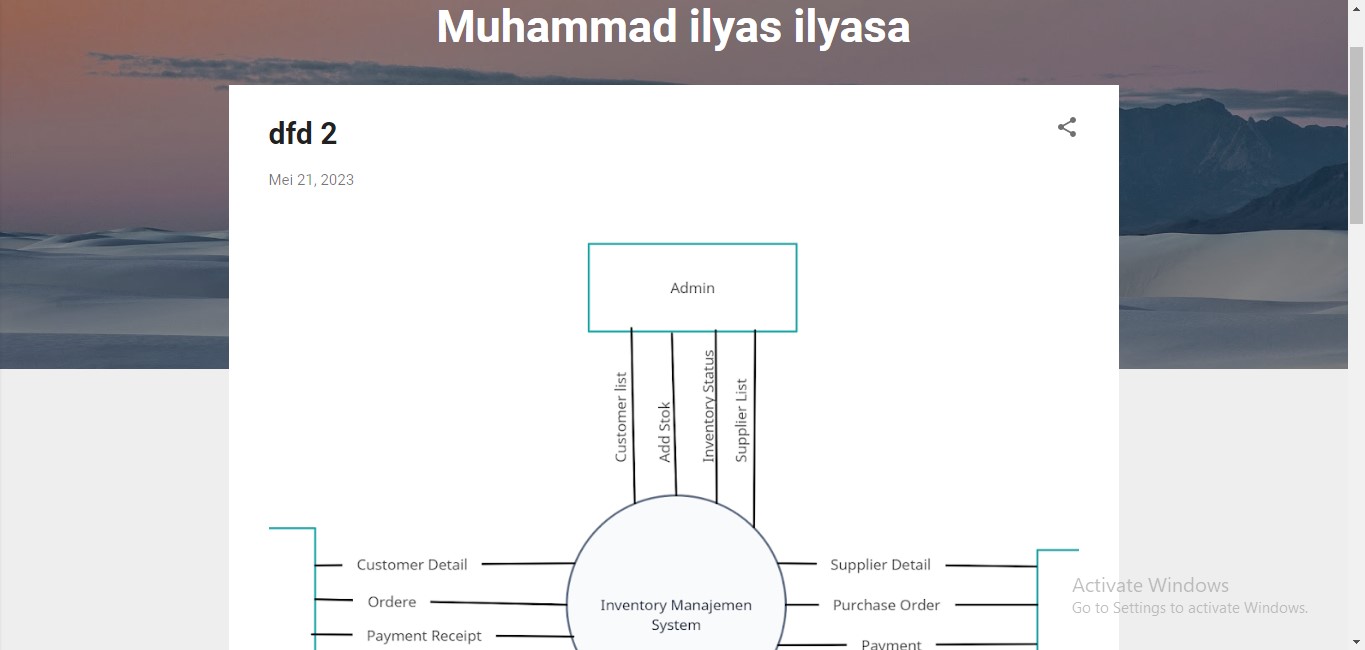 Muhammad ilyas ilyasa
dfd 2
Mei 21, 2023
Admin
Customer list
Add Stok
Inventory Status
Supplier List
Customer Detail
Supplier Detail
Ordere
Inventory Manajemen
System
Purchase Order
Payment Receipt
Payment
Activate Windows
Go to Settings to activate Windows.